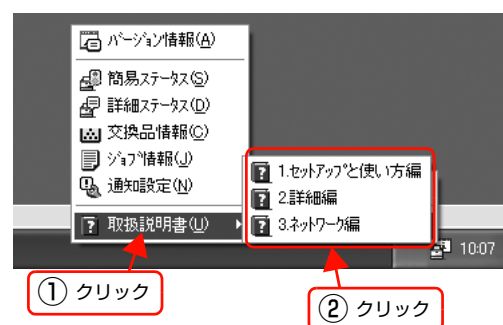 バージョン情報(A)
簡易ステータス(S)
詳細ステータス(D)
交換品情報(C)
ジョブ情報(J)
通知設定(N)
取扱説明書(U)
1.セットアップと使い方編
2.詳細編
3.ネットワーク編
10:07
① クリック
② クリック